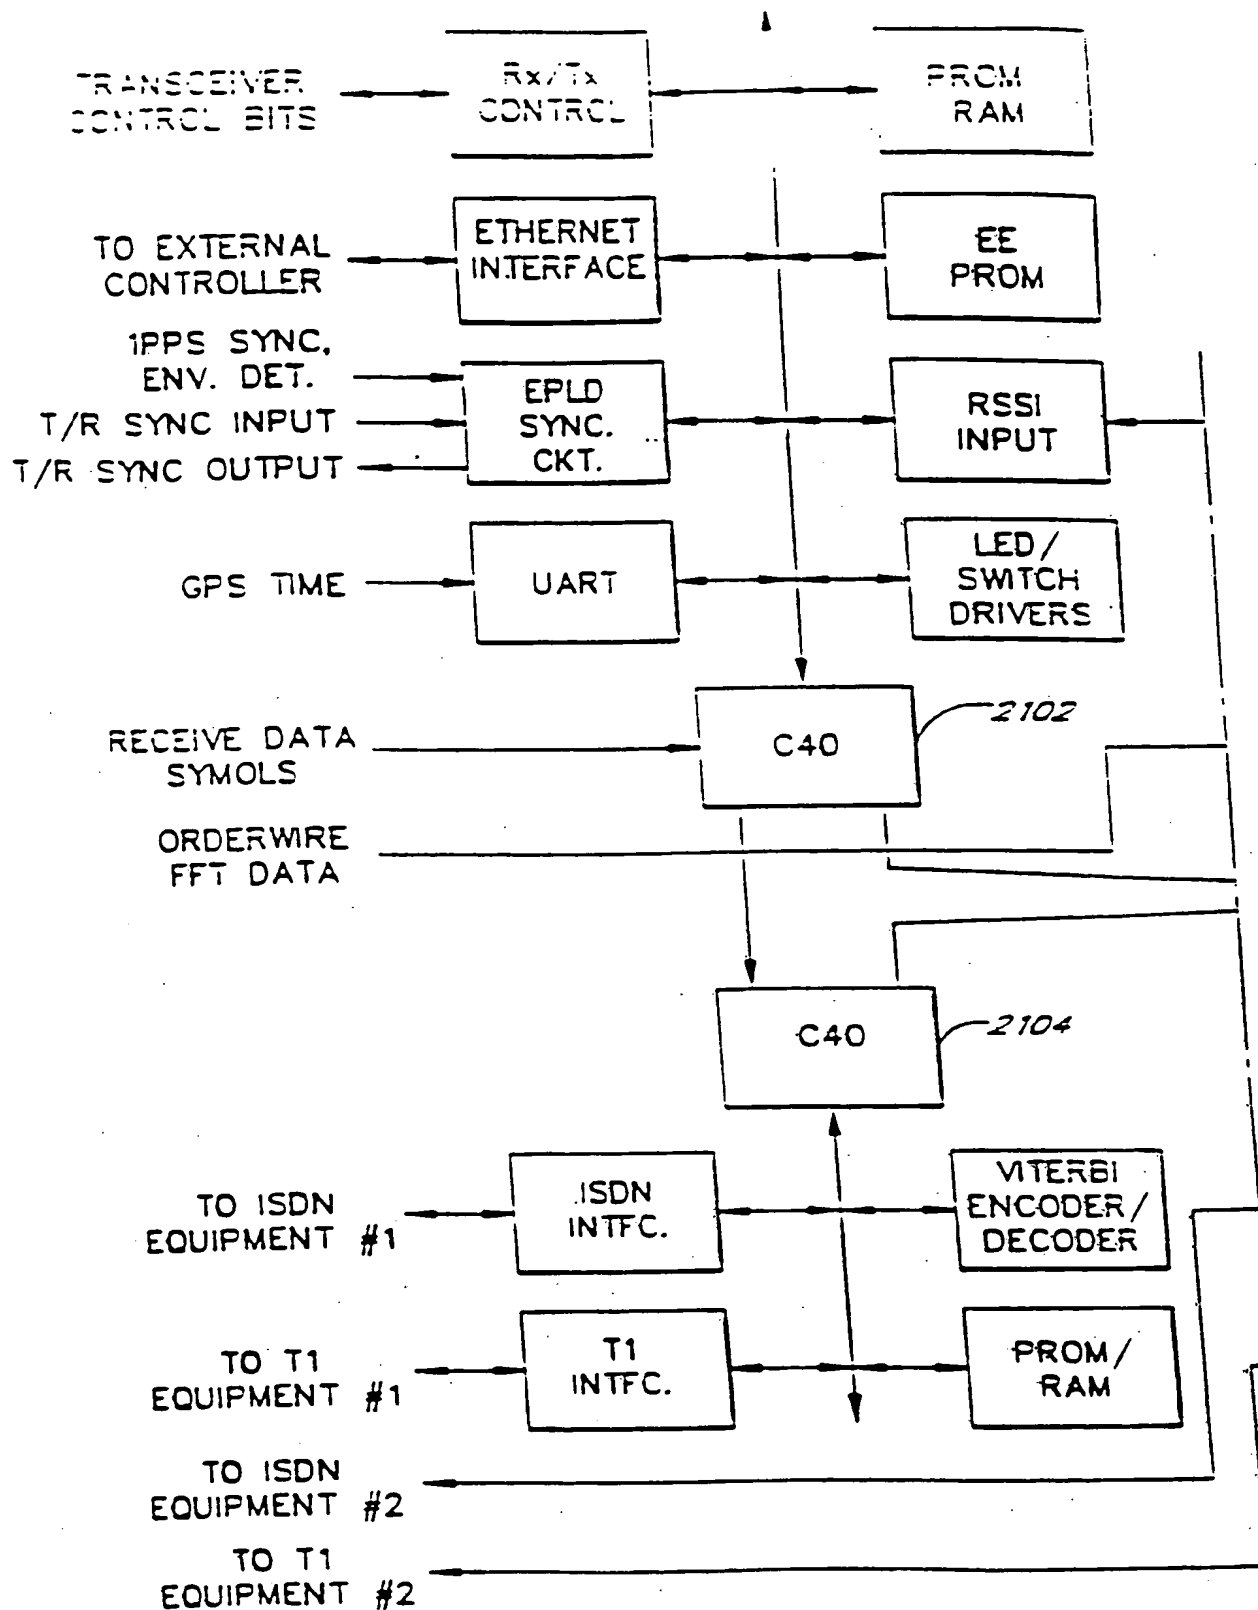 TRANSCEIVER
CONTROL BITS
Rx/Tx
CONTROL
PROM
RAM
TO EXTERNAL
CONTROLLER
ETHERNET
INTERFACE
EE
PROM
1PPS SYNC,
ENV. DET.
T/R SYNC INPUT
T/R SYNC OUTPUT
EPLD
SYNC.
CKT.
RSSI
INPUT
GPS TIME
UART
LED/
SWITCH
DRIVERS
RECEIVE DATA
SYMOLS
C40
2102
ORDERWIRE
FFT DATA
C40
2104
TO ISDN
EQUIPMENT #1
ISDN
INTFC.
VITERBI
ENCODER/
DECODER
TO T1
EQUIPMENT #1
T1
INTFC.
PROM/
RAM
TO ISDN
EQUIPMENT #2
TO T1
EQUIPMENT #2